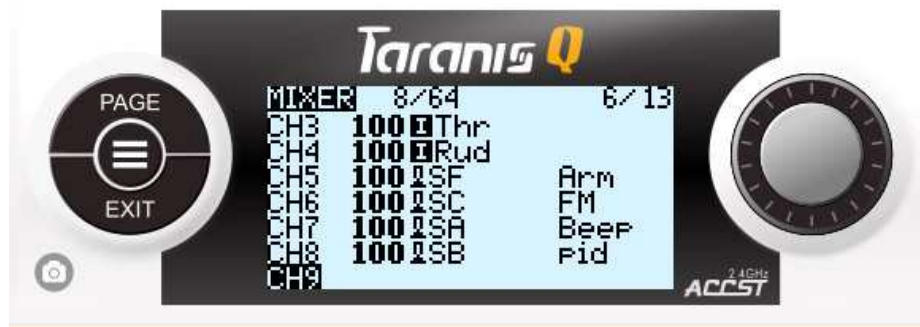 Taranis Q
PAGE
EXIT
MIXER 8/64 6/13
CH3 100 I Thr
CH4 100 I Rud
CH5 100 SF Arm
CH6 100 SC FM
CH7 100 SA Beep
CH8 100 SB pid
CH9
2.4GHz
ACCST